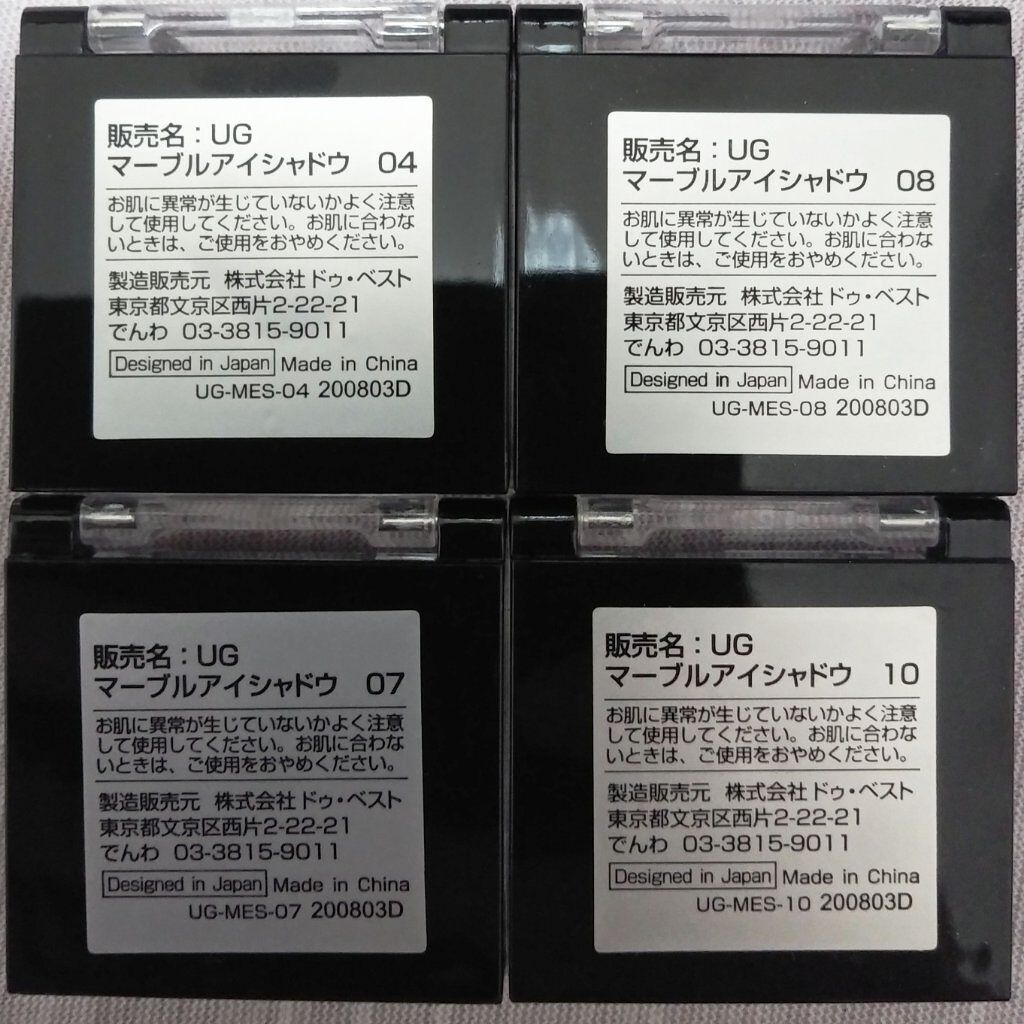 販売名：UG
マーブルアイシャドウ 04
お肌に異常が生じていないかよく注意
して使用してください。お肌に合わな
いときは、ご使用をおやめください。
製造販売元 株式会社ドゥ・ベスト
東京都文京区西片2-22-21
でんわ 03-3815-9011
Designed in Japan Made in China
UG-MES-04 200803D
販売名：UG
マーブルアイシャドウ 08
お肌に異常が生じていないかよく注意
して使用してください。お肌に合わな
いときは、ご使用をおやめください。
製造販売元 株式会社ドゥ・ベスト
東京都文京区西片2-22-21
でんわ 03-3815-9011
Designed in Japan Made in China
UG-MES-08 200803D
販売名：UG
マーブルアイシャドウ 07
お肌に異常が生じていないかよく注意
して使用してください。お肌に合わな
いときは、ご使用をおやめください。
製造販売元 株式会社ドゥ・ベスト
東京都文京区西片2-22-21
でんわ 03-3815-9011
Designed in Japan Made in China
UG-MES-07 200803D
販売名：UG
マーブルアイシャドウ 10
お肌に異常が生じていないかよく注意
して使用してください。お肌に合わな
いときは、ご使用をおやめください。
製造販売元 株式会社ドゥ・ベスト
東京都文京区西片2-22-21
でんわ 03-3815-9011
Designed in Japan Made in China
UG-MES-10 200803D